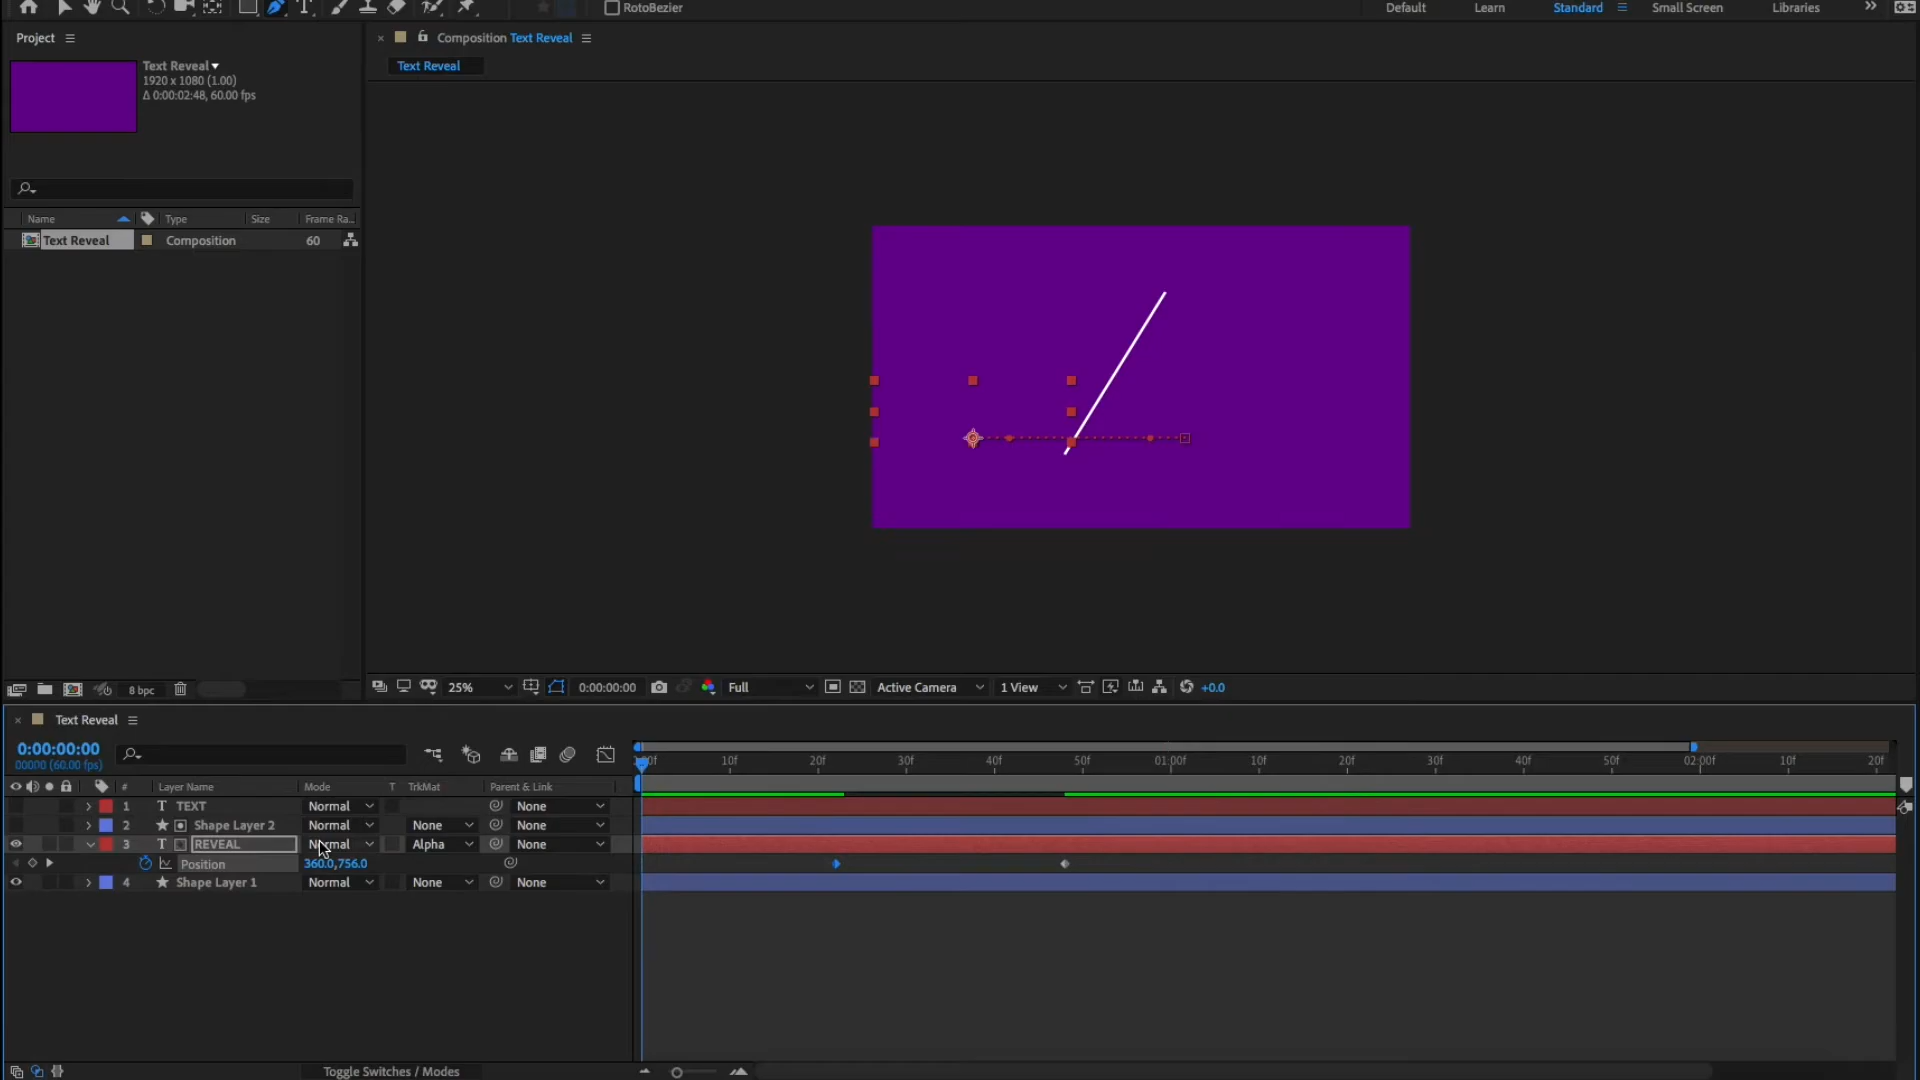 RotoBezier
Default
Learn
Standard
Small Screen
Libraries
Project
Text Reveal
1920 x 1080 (1.00)
Δ 0:00:02:48, 60.00 fps
Name
Type
Size
Frame Ra...
Text Reveal
Composition
60
8 bpc
Composition Text Reveal
Text Reveal
25%
0:00:00:00
Full
Active Camera
1 View
+0.0
Text Reveal
0:00:00:00
00000 (60.00 fps)
10f
20f
30f
40f
50f
01:00f
10f
20f
30f
40f
50f
02:00f
10f
20f
#
Layer Name
Mode
T
TrkMat
Parent & Link
1
T
TEXT
Normal
None
2
Shape Layer 2
Normal
None
None
3
T
REVEAL
Normal
Alpha
None
Position
360.0,756.0
4
Shape Layer 1
Normal
None
None
Toggle Switches / Modes